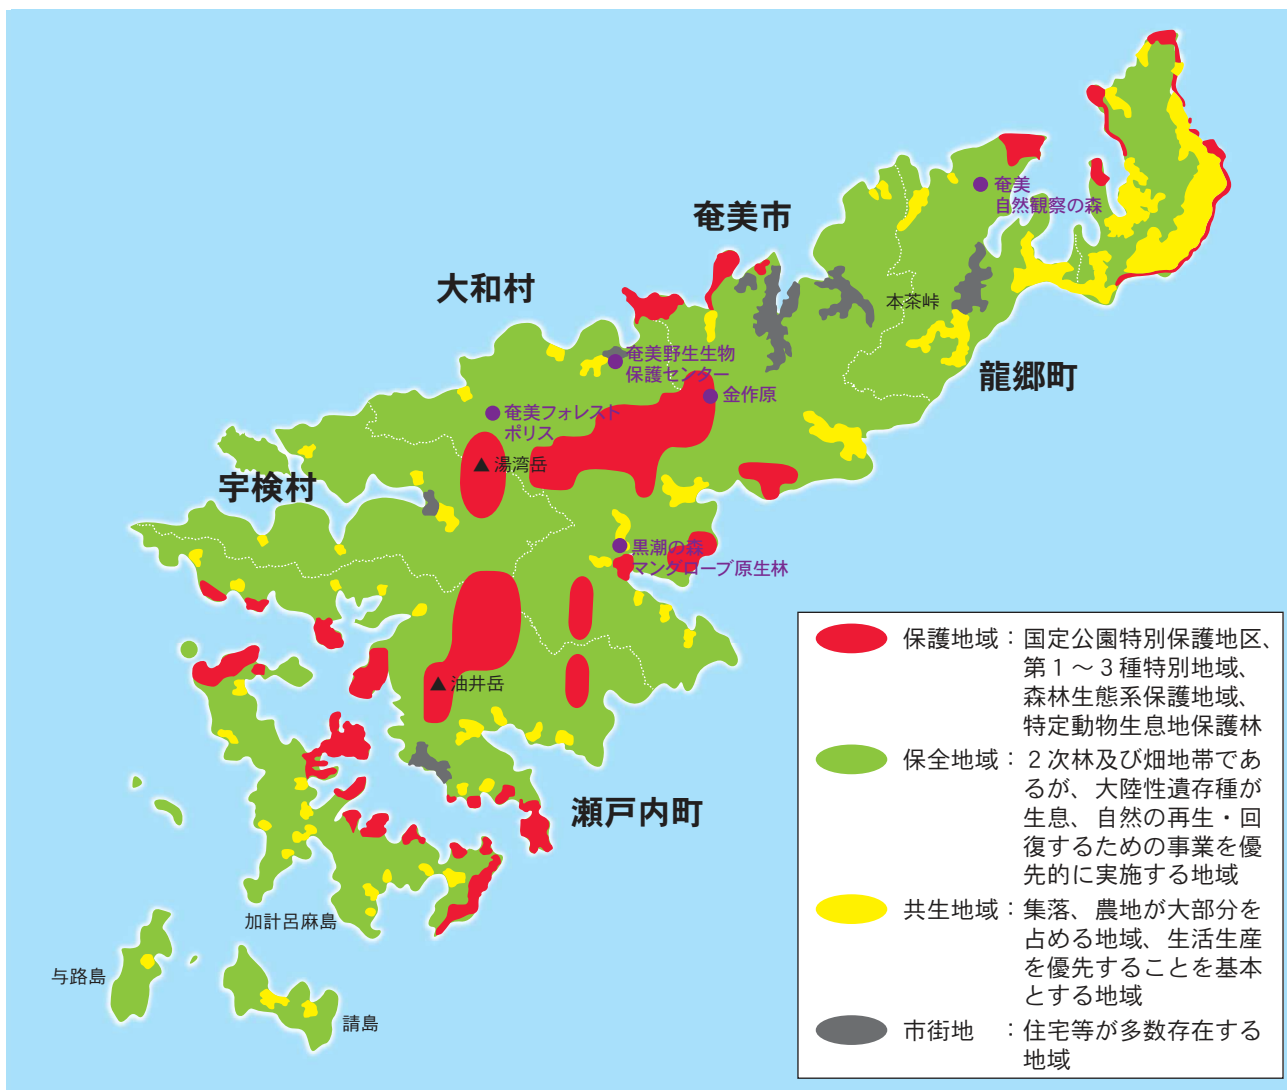 奄美
自然観察の森
奄美市
大和村
本茶峠
奄美野生生物
保護センター
龍郷町
金作原
奄美フォレスト
ポリス
湯湾岳
宇検村
黒潮の森
マングローブ原生林
油井岳
瀬戸内町
加計呂麻島
与路島
請島
保護地域：国定公園特別保護地区、
第１～３種特別地域、
森林生態系保護地域、
特定動物生息地保護林
保全地域：２次林及び畑地帯であ
るが、大陸性遺存種が
生息、自然の再生・回
復するための事業を優
先的に実施する地域
共生地域：集落、農地が大部分を
占める地域、生活生産
を優先することを基本
とする地域
市街地　：住宅等が多数存在する
地域